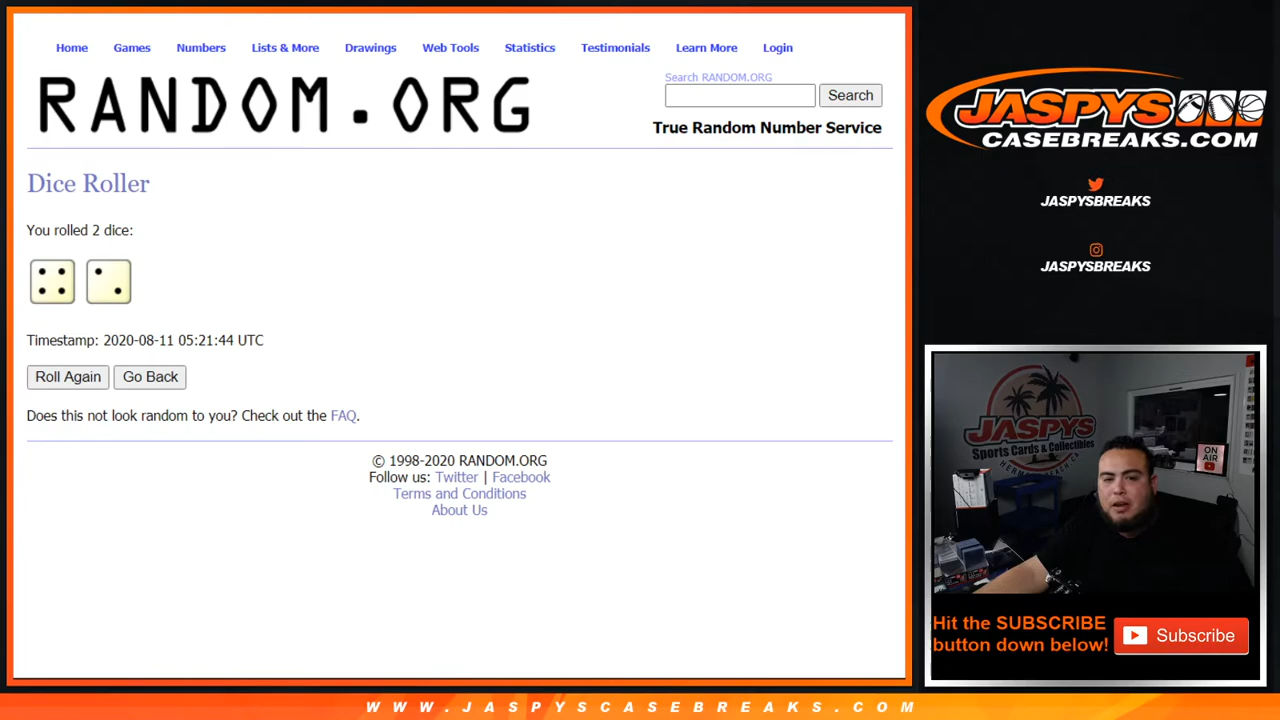 Home Games Numbers Lists & More Drawings Web Tools Statistics Testimonials Learn More Login
RANDOM.ORG
Search RANDOM.ORG
Search
True Random Number Service
Dice Roller
You rolled 2 dice:
Timestamp: 2020-08-11 05:21:44 UTC
Roll Again Go Back
Does this not look random to you? Check out the FAQ.
© 1998-2020 RANDOM.ORG
Follow us: Twitter | Facebook
Terms and Conditions
About Us
JASPYS
CASEBREAKS.COM
JASPYSBREAKS
JASPYSBREAKS
JASPYS
Sports Cards & Collectibles
ON
AIR
Hit the SUBSCRIBE
button down below!
Subscribe
WWW.JASPYSCASEBREAKS.COM